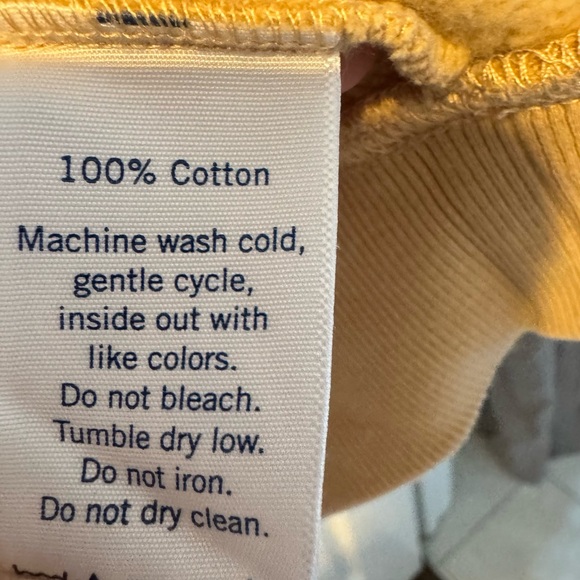 100% Cotton
Machine wash cold,
gentle cycle,
inside out with
like colors.
Do not bleach.
Tumble dry low.
Do not iron.
Do not dry clean.